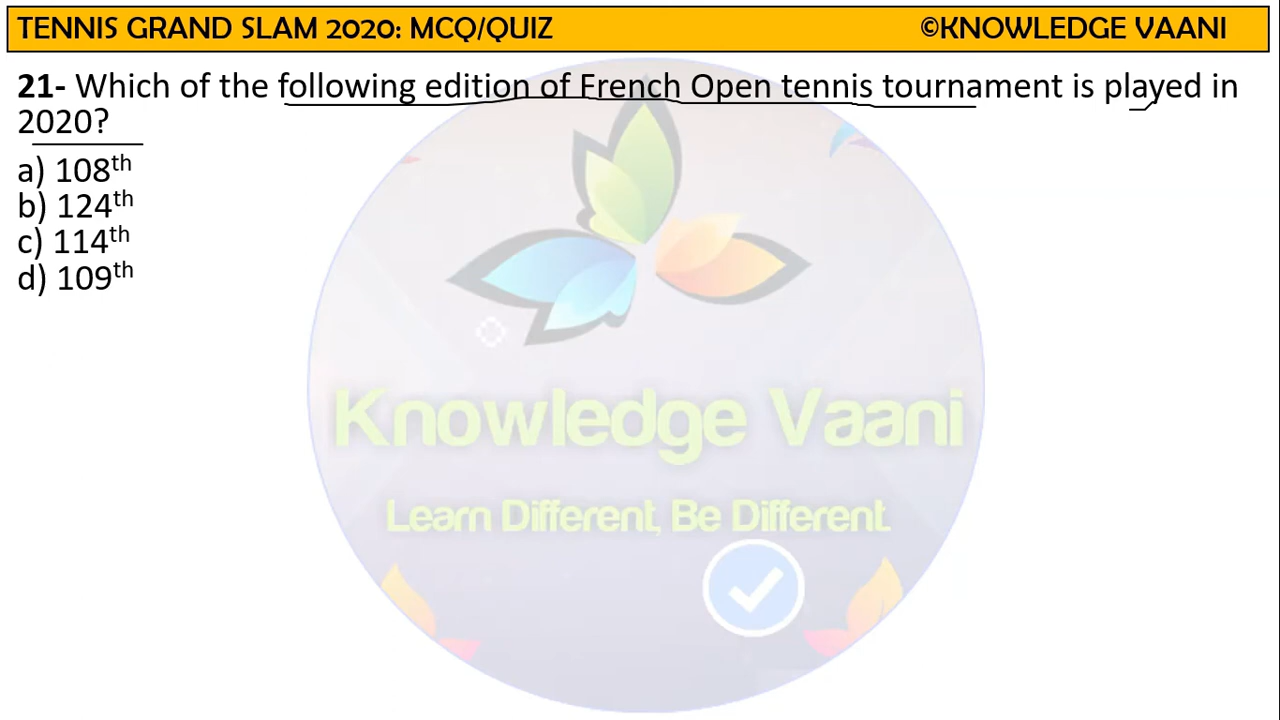 TENNIS GRAND SLAM 2020: MCQ/QUIZ ©KNOWLEDGE VAANI
21- Which of the following edition of French Open tennis tournament is played in
2020?
a) 108th
b) 124th
c) 114th
d) 109th
Knowledge Vaani
Learn Different, Be Different